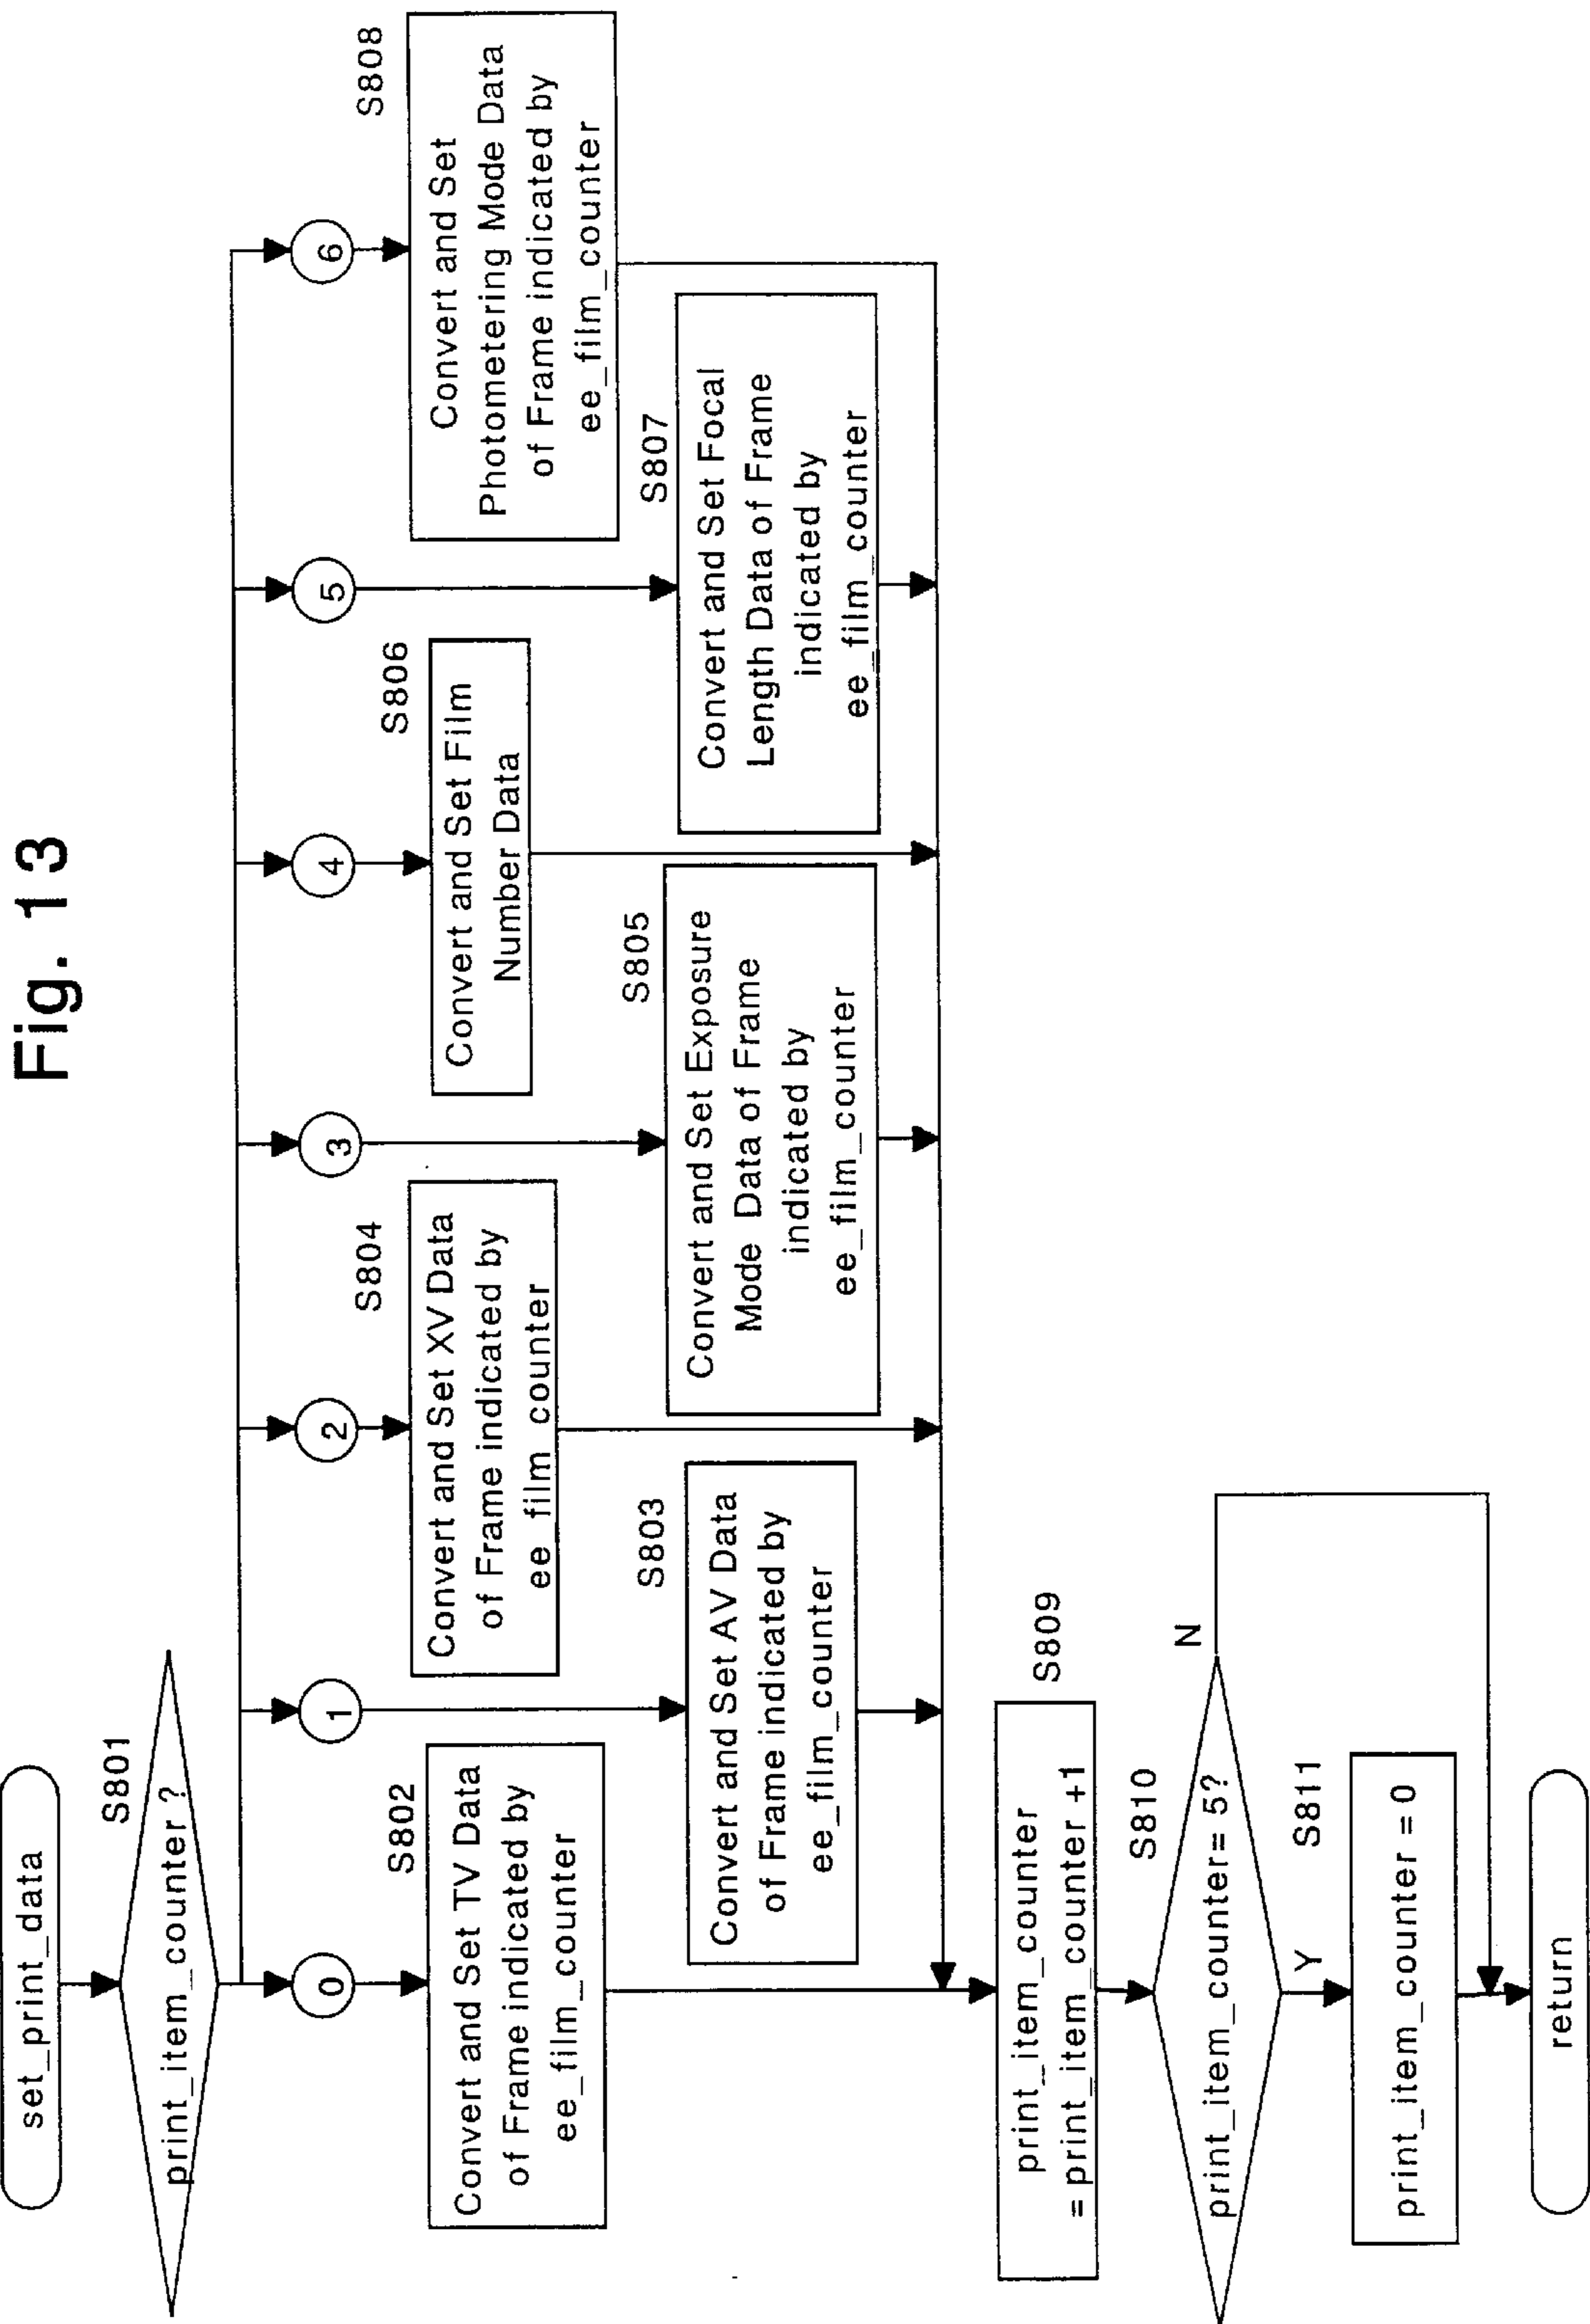 Fig. 13
set_print_data
S801
print_item_counter ?
0
1
2
3
4
5
6
S802
Convert and Set TV Data
of Frame indicated by
ee_film_counter
S803
Convert and Set AV Data
of Frame indicated by
ee_film_counter
S804
Convert and Set XV Data
of Frame indicated by
ee_film_counter
S805
Convert and Set Exposure
Mode Data of Frame
indicated by
ee_film_counter
S806
Convert and Set Film
Number Data
S807
Convert and Set Focal
Length Data of Frame
indicated by
ee_film_counter
S808
Convert and Set
Photometering Mode Data
of Frame indicated by
ee_film_counter
S809
print_item_counter
= print_item_counter +1
S810
print_item_counter= 5?
N
Y
S811
print_item_counter = 0
return